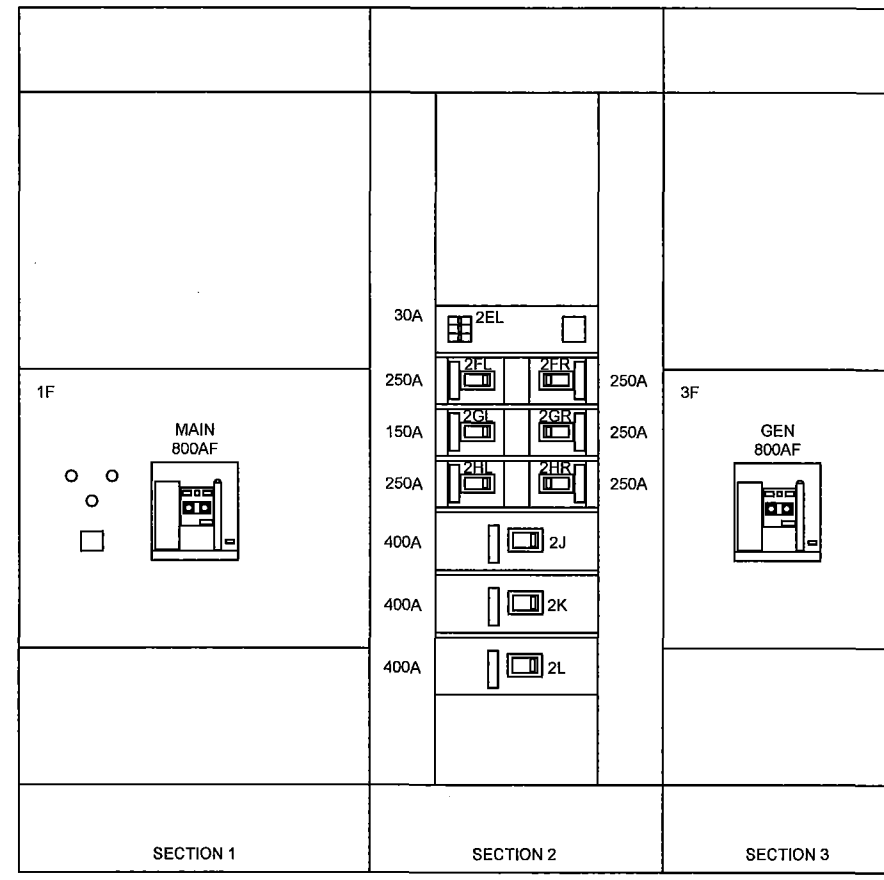 30A
2EL
250A
2FL
2FR
250A
1F
3F
MAIN
800AF
150A
2GL
2GR
250A
GEN
800AF
250A
2HL
2HR
250A
400A
2J
400A
2K
400A
2L
SECTION 1
SECTION 2
SECTION 3